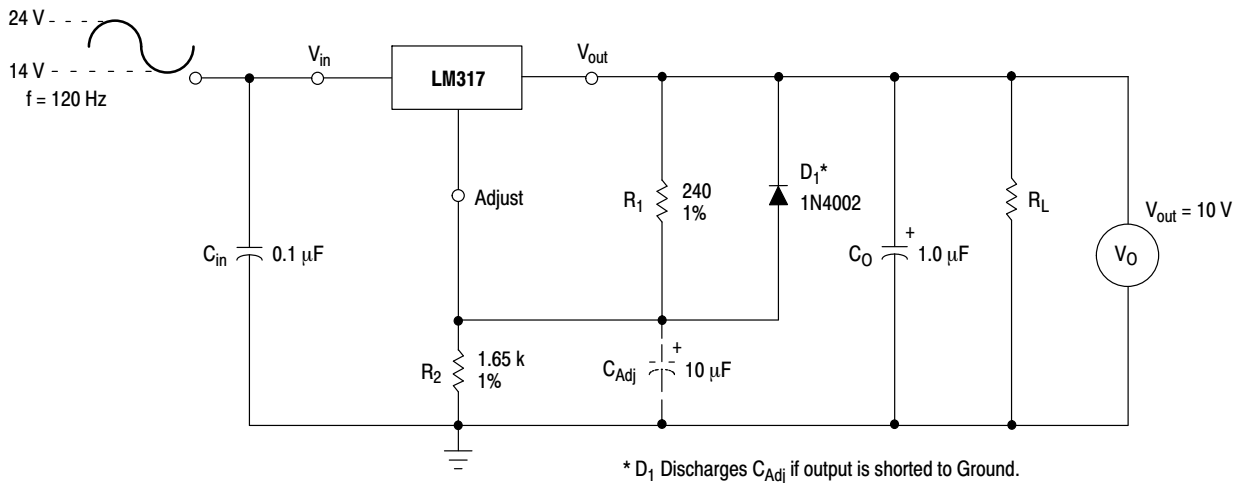 24 V
14 V
f = 120 Hz
Vin
LM317
Vout
Adjust
Cin
0.1 μF
R1
240
1%
D1*
1N4002
CO
+
1.0 μF
RL
Vout = 10 V
VO
R2
1.65 k
1%
CAdj
+
10 μF
* D1 Discharges CAdj if output is shorted to Ground.